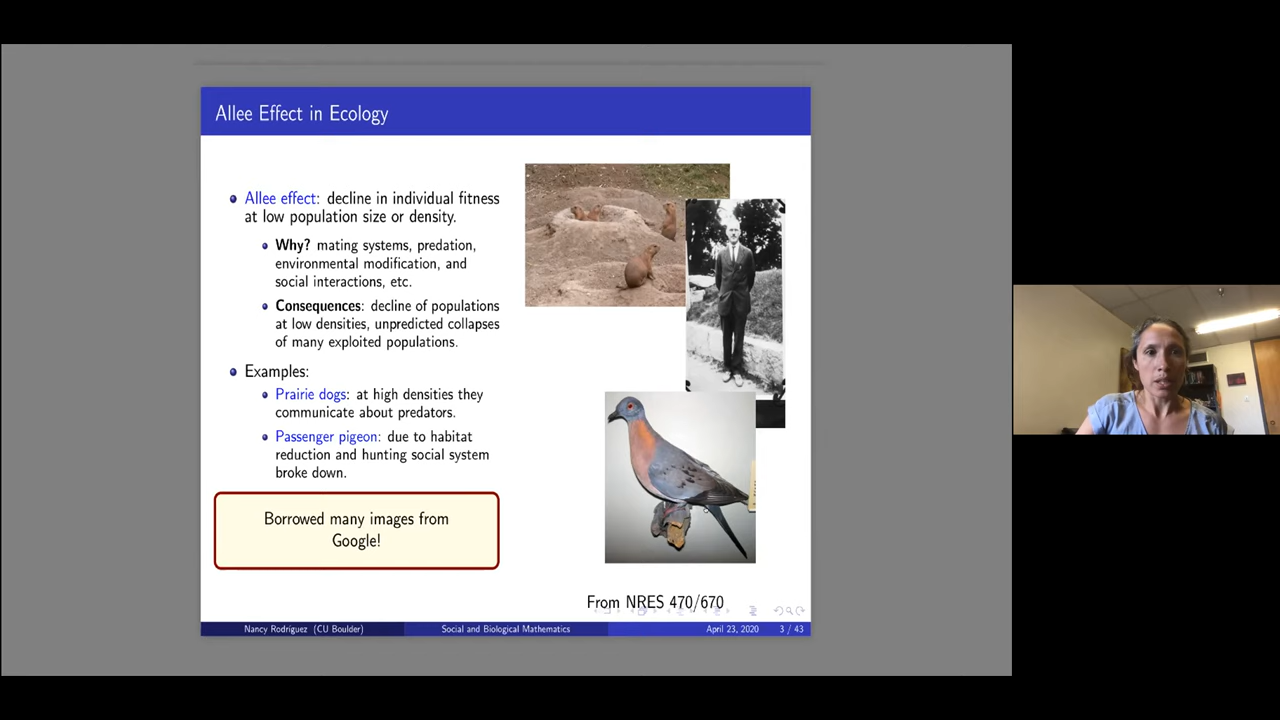 Allee Effect in Ecology
Allee effect: decline in individual fitness
at low population size or density.
Why? mating systems, predation,
environmental modification, and
social interactions, etc.
Consequences: decline of populations
at low densities, unpredicted collapses
of many exploited populations.
Examples:
Prairie dogs: at high densities they
communicate about predators.
Passenger pigeon: due to habitat
reduction and hunting social system
broke down.
Borrowed many images from
Google!
From NRES 470/670
Nancy Rodriguez (CU Boulder)
Social and Biological Mathematics
April 23, 2020
3 / 43